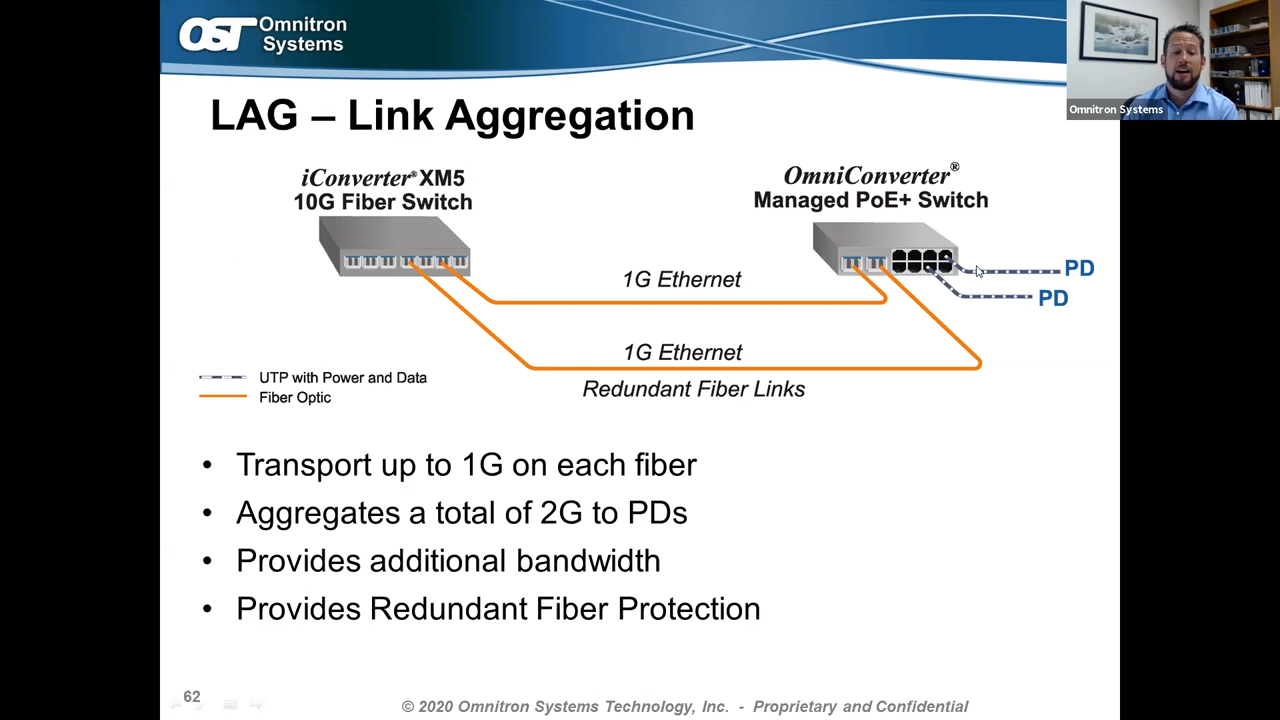 OST Omnitron
Systems
Omnitron Systems
LAG – Link Aggregation
iConverter® XM5
10G Fiber Switch
OmniConverter®
Managed PoE+ Switch
1G Ethernet
PD
PD
1G Ethernet
Redundant Fiber Links
UTP with Power and Data
Fiber Optic
• Transport up to 1G on each fiber
• Aggregates a total of 2G to PDs
• Provides additional bandwidth
• Provides Redundant Fiber Protection
62
© 2020 Omnitron Systems Technology, Inc. - Proprietary and Confidential